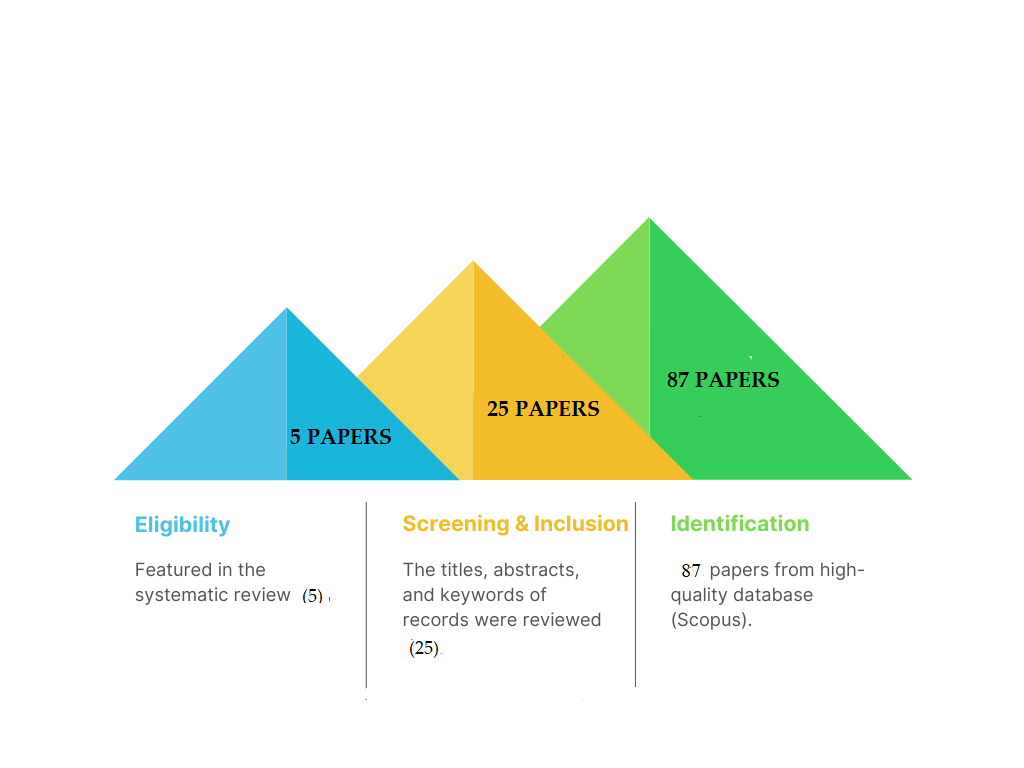 87 PAPERS
25 PAPERS
5 PAPERS
Eligibility
Featured in the
systematic review (5)
Screening & Inclusion
The titles, abstracts,
and keywords of
records were reviewed
(25).
Identification
87 papers from high-
quality database
(Scopus).